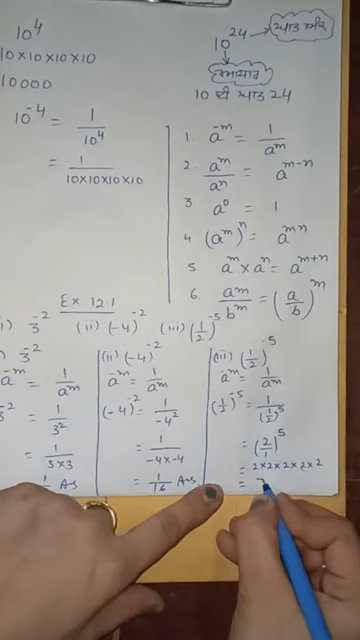 10⁴
10×10×10×10
10000
10²⁴ → ਘਾਤ ਅੰਕ
ਆਧਾਰ
10 ਦੀ ਘਾਤ 24
10⁻⁴ = 1/10⁴
= 1/10×10×10×10
1. a⁻ᵐ = 1/aᵐ
2. aᵐ/aⁿ = aᵐ⁻ⁿ
3 a⁰ = 1
4 (aᵐ)ⁿ = aᵐⁿ
5 aᵐ × aⁿ = aᵐ⁺ⁿ
6. aᵐ/bᵐ = (a/b)ᵐ
Ex 12.1
i) 3⁻² (ii) (-4)⁻² (iii) (1/2)⁻⁵
) 3⁻²
a⁻ᵐ = 1/aᵐ
3⁻² = 1/3²
= 1/3×3
(ii) (-4)⁻²
a⁻ᵐ = 1/aᵐ
(-4)⁻² = 1/-4²
= 1/-4×-4
= 1/16 Ans.
(iii) (1/2)⁻⁵
a⁻ᵐ = 1/aᵐ
(1/2)⁻⁵ = 1/(1/2)⁵
= (2/1)⁵
= 2×2×2×2×2
=